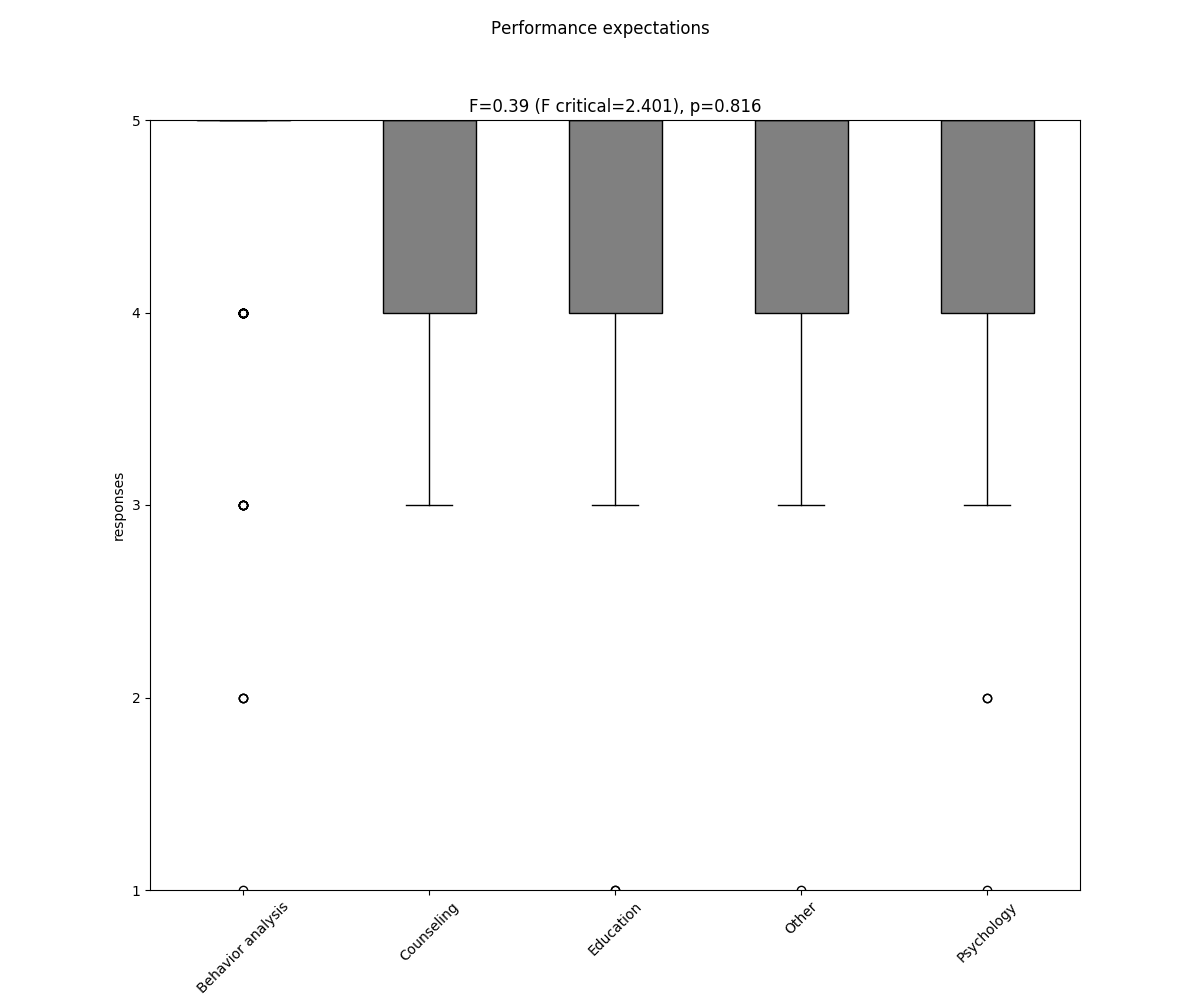 Performance expectations
F=0.39 (F critical=2.401), p=0.816
5
4
3
2
1
responses
Behavior analysis
Counseling
Education
Other
Psychology